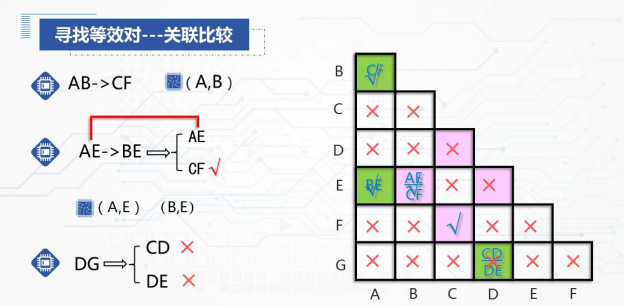 寻找等效对---关联比较
AB->CF (A,B)
AE->BE
AE
CF √
(A,E) (B,E)
DG
CD ×
DE ×
B CF √
C × ×
D × × ×
E BE √ AE CF √ × ×
F × × √ × ×
G × × × CD DE × × ×
A B C D E F